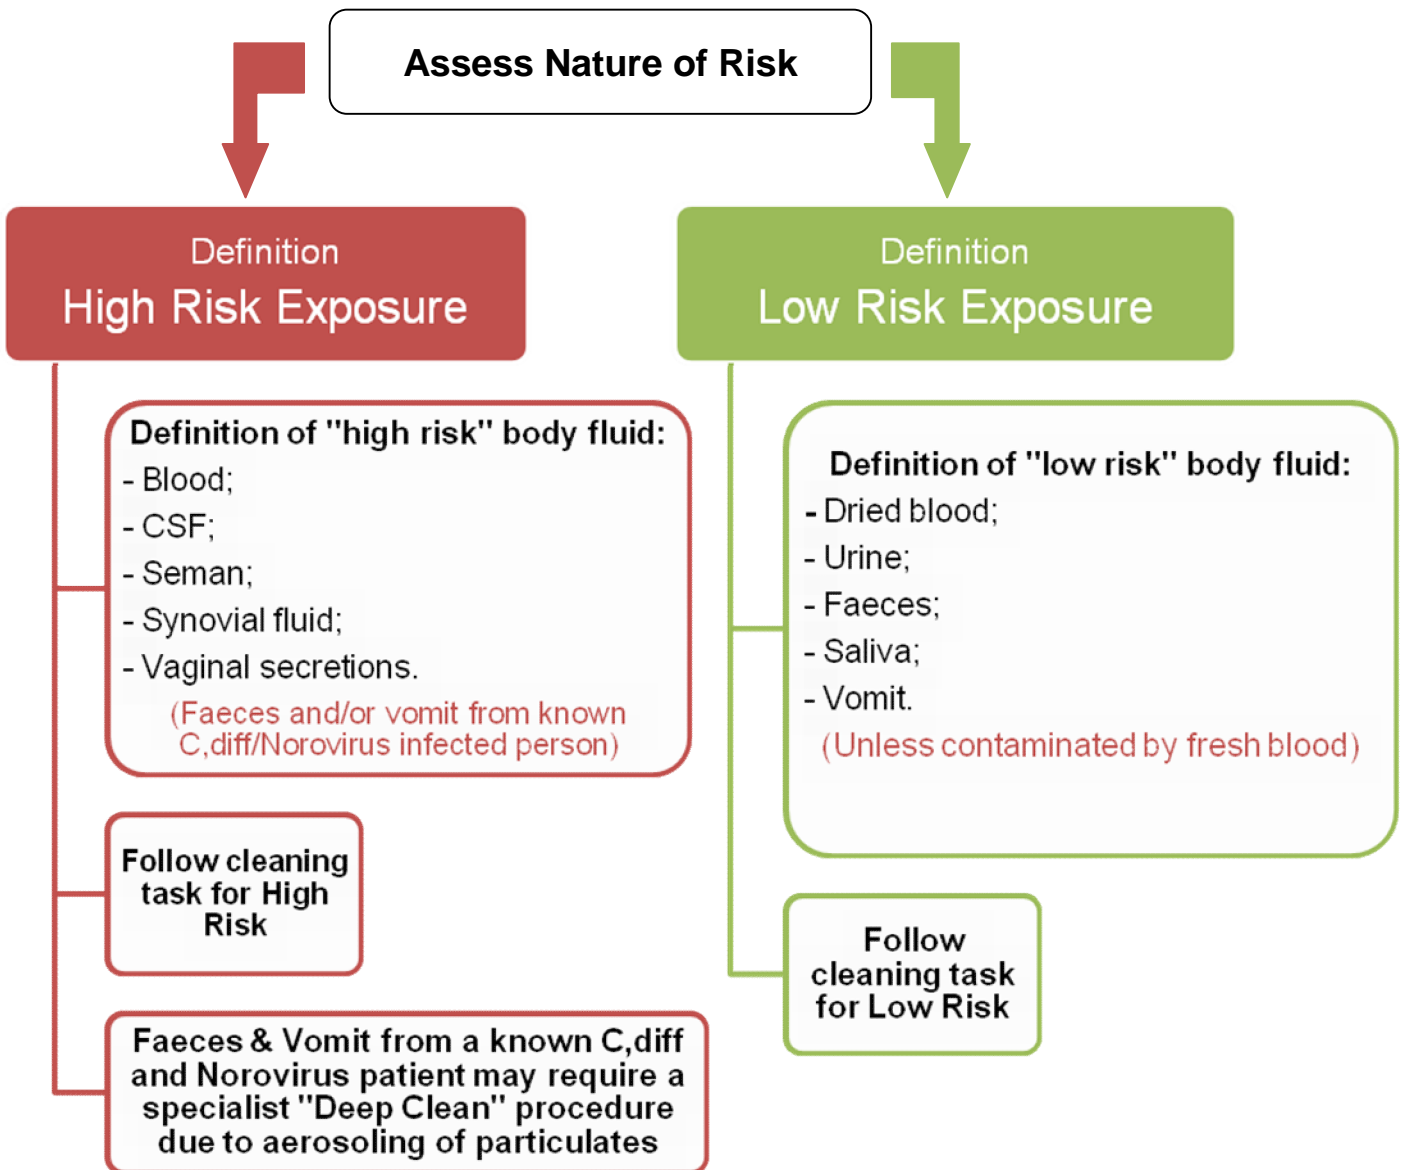 Assess Nature of Risk
Definition
High Risk Exposure
Definition of "high risk" body fluid:
- Blood;
- CSF;
- Seman;
- Synovial fluid;
- Vaginal secretions.
(Faeces and/or vomit from known
C,diff/Norovirus infected person)
Follow cleaning
task for High
Risk
Faeces & Vomit from a known C,diff
and Norovirus patient may require a
specialist "Deep Clean" procedure
due to aerosoling of particulates
Definition
Low Risk Exposure
Definition of "low risk" body fluid:
- Dried blood;
- Urine;
- Faeces;
- Saliva;
- Vomit.
(Unless contaminated by fresh blood)
Follow
cleaning task
for Low Risk